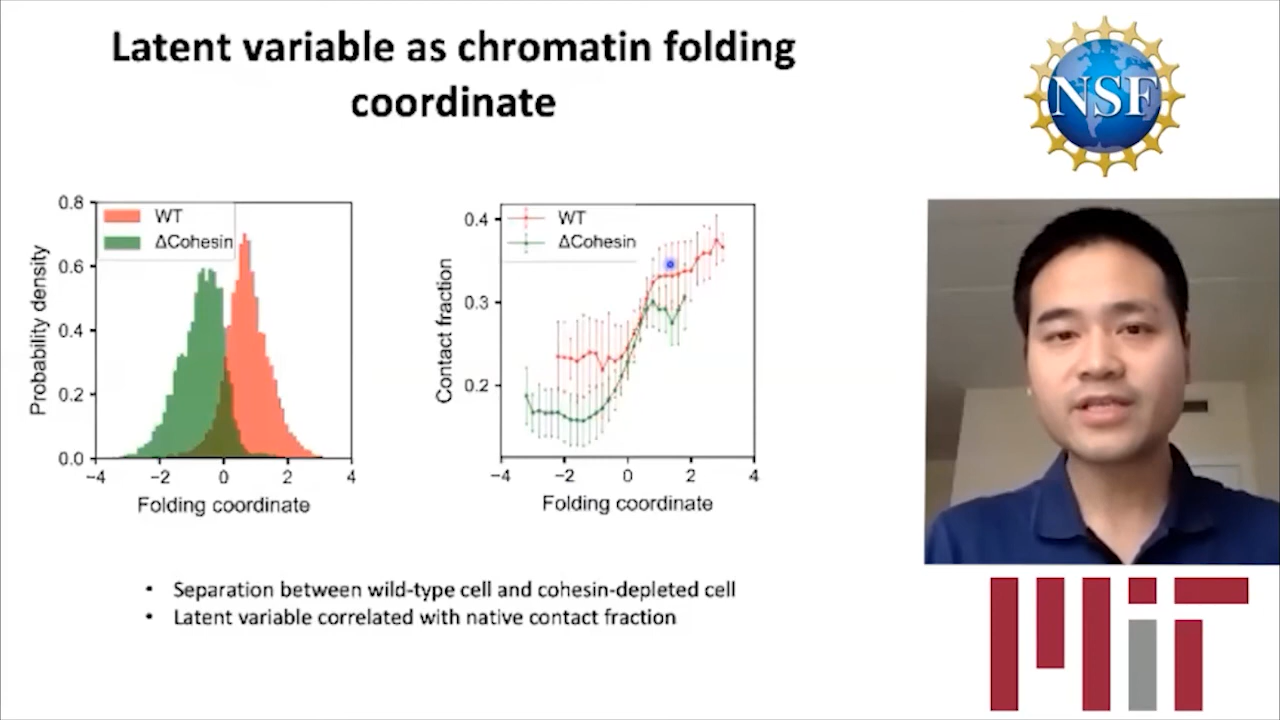 Latent variable as chromatin folding
coordinate
NSF
0.8
0.6
0.4
0.2
0.0
Probability density
WT
ΔCohesin
−4
−2
0
2
4
Folding coordinate
0.4
0.3
0.2
Contact fraction
WT
ΔCohesin
−4
−2
0
2
4
Folding coordinate
• Separation between wild-type cell and cohesin-depleted cell
• Latent variable correlated with native contact fraction
MIT